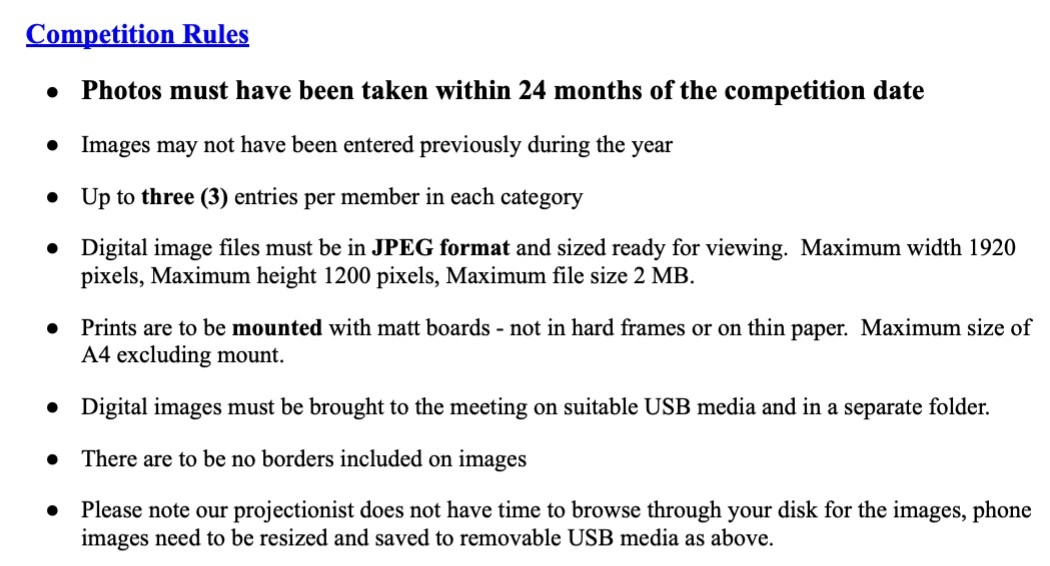 Competition Rules
● Photos must have been taken within 24 months of the competition date
● Images may not have been entered previously during the year
● Up to three (3) entries per member in each category
● Digital image files must be in JPEG format and sized ready for viewing.  Maximum width 1920
pixels, Maximum height 1200 pixels, Maximum file size 2 MB.
● Prints are to be mounted with matt boards - not in hard frames or on thin paper.  Maximum size of
A4 excluding mount.
● Digital images must be brought to the meeting on suitable USB media and in a separate folder.
● There are to be no borders included on images
● Please note our projectionist does not have time to browse through your disk for the images, phone
images need to be resized and saved to removable USB media as above.